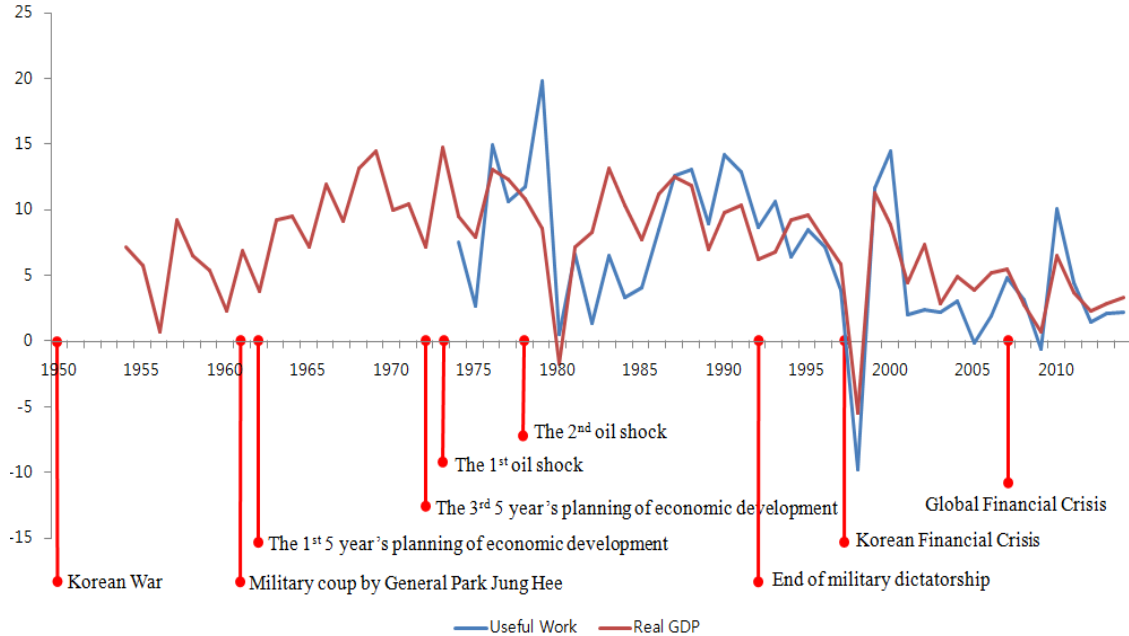 25
20
15
10
5
0
1950 1955 1960 1965 1970 1975 1980 1985 1990 1995 2000 2005 2010
-5
The 2nd oil shock
The 1st oil shock
-10
The 3rd 5 year's planning of economic development
Global Financial Crisis
-15
The 1st 5 year's planning of economic development
Korean Financial Crisis
Korean War
Military coup by General Park Jung Hee
End of military dictatorship
Useful Work Real GDP